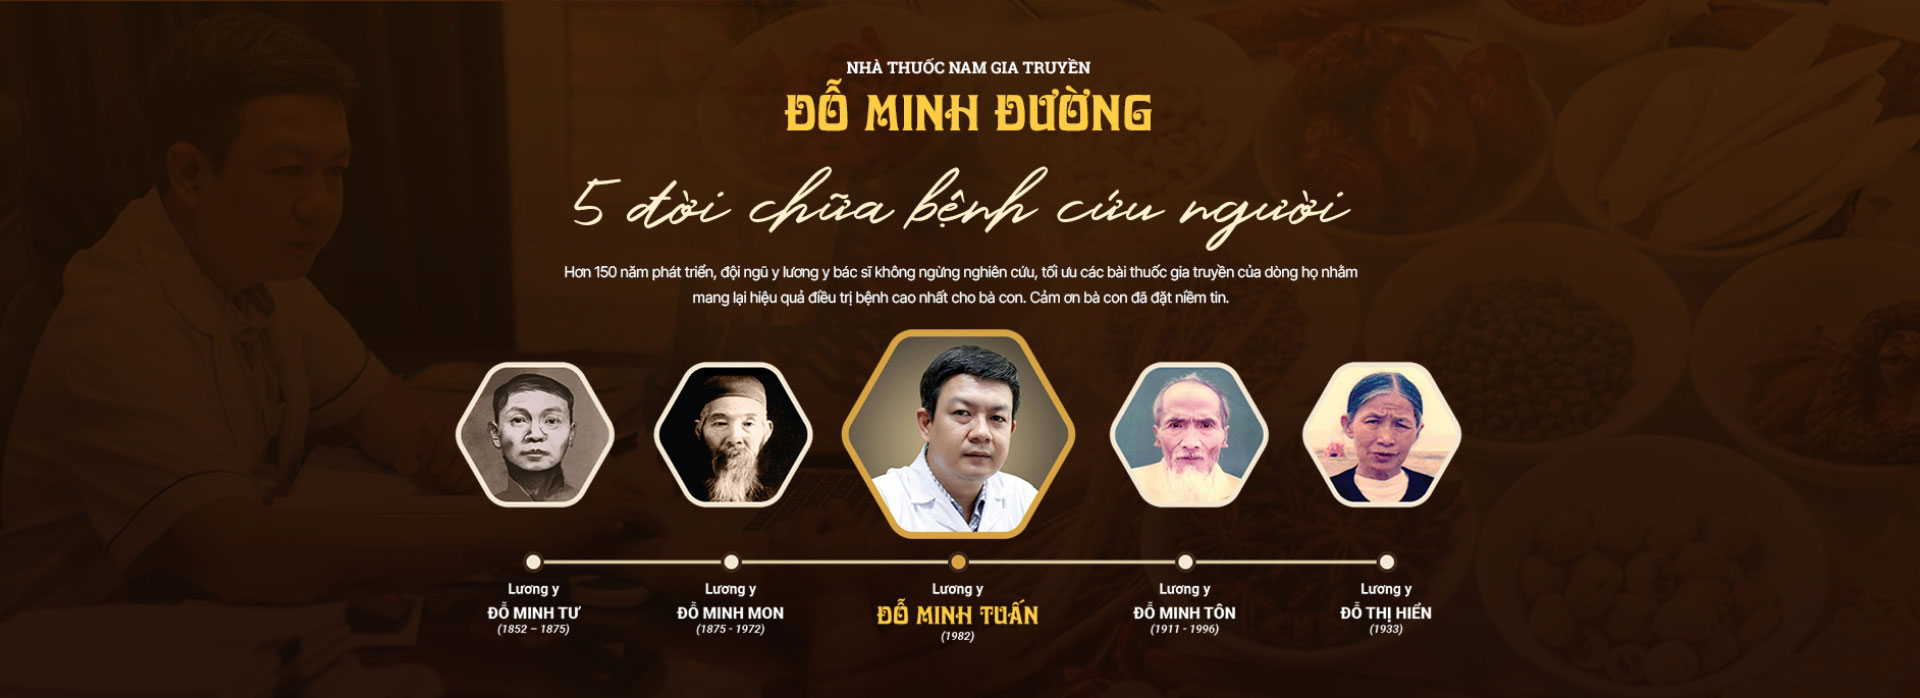 NHÀ THUỐC NAM GIA TRUYỀN
ĐỖ MINH ĐƯỜNG
5 đời chữa bệnh cứu người
Hơn 150 năm phát triển, đội ngũ y lương y bác sĩ không ngừng nghiên cứu, tối ưu các bài thuốc gia truyền của dòng họ nhằm
mang lại hiệu quả điều trị bệnh cao nhất cho bà con. Cảm ơn bà con đã đặt niềm tin.
Lương y
ĐỖ MINH TƯ
(1852 – 1875)
Lương y
ĐỖ MINH MON
(1875 - 1972)
Lương y
ĐỖ MINH TUẤN
(1982)
Lương y
ĐỖ MINH TÔN
(1911 - 1996)
Lương y
ĐỖ THỊ HIỂN
(1933)